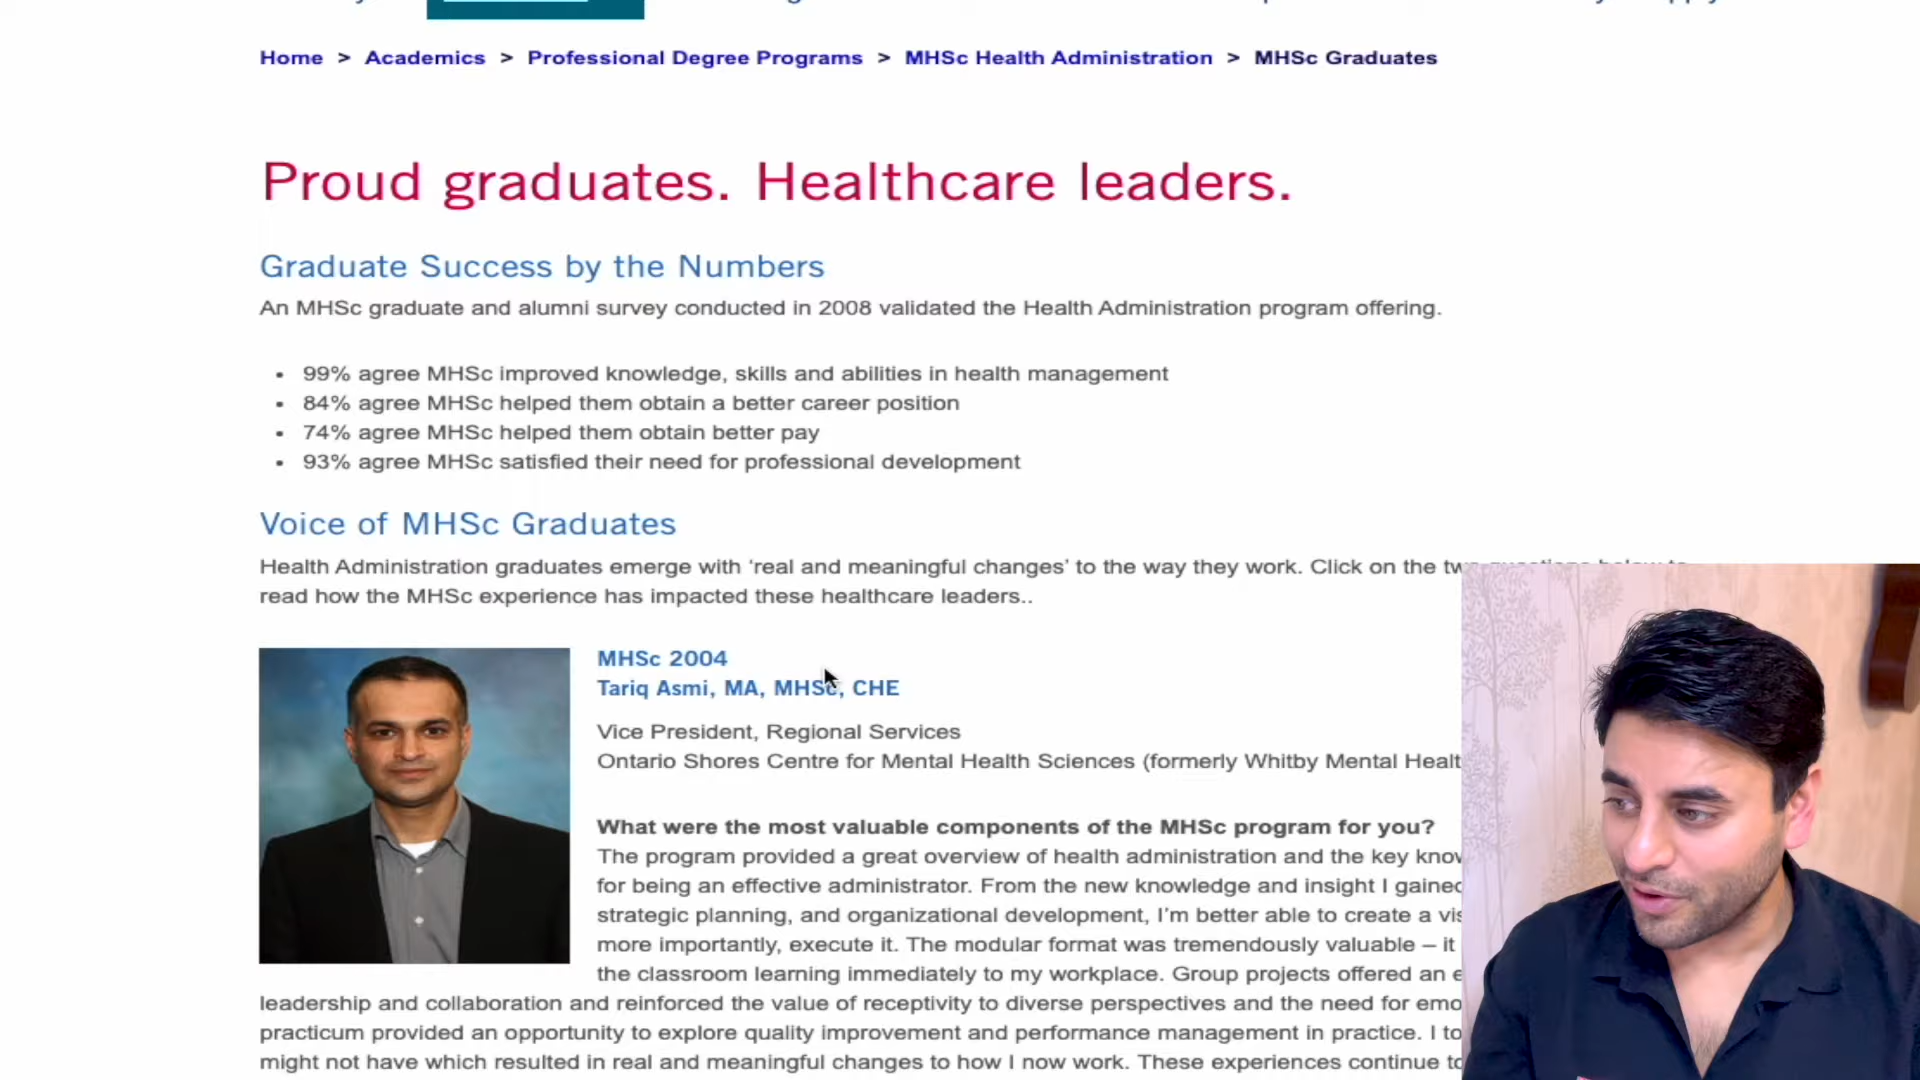 Home > Academics > Professional Degree Programs > MHSc Health Administration > MHSc Graduates
Proud graduates. Healthcare leaders.
Graduate Success by the Numbers
An MHSc graduate and alumni survey conducted in 2008 validated the Health Administration program offering.
• 99% agree MHSc improved knowledge, skills and abilities in health management
• 84% agree MHSc helped them obtain a better career position
• 74% agree MHSc helped them obtain better pay
• 93% agree MHSc satisfied their need for professional development
Voice of MHSc Graduates
Health Administration graduates emerge with ‘real and meaningful changes’ to the way they work. Click on the two questions below to
read how the MHSc experience has impacted these healthcare leaders..
MHSc 2004
Tariq Asmi, MA, MHSc, CHE
Vice President, Regional Services
Ontario Shores Centre for Mental Health Sciences (formerly Whitby Mental Healt
What were the most valuable components of the MHSc program for you?
The program provided a great overview of health administration and the key know
for being an effective administrator. From the new knowledge and insight I gained
strategic planning, and organizational development, I’m better able to create a vis
more importantly, execute it. The modular format was tremendously valuable – it
the classroom learning immediately to my workplace. Group projects offered an e
leadership and collaboration and reinforced the value of receptivity to diverse perspectives and the need for emo
practicum provided an opportunity to explore quality improvement and performance management in practice. I to
might not have which resulted in real and meaningful changes to how I now work. These experiences continue to